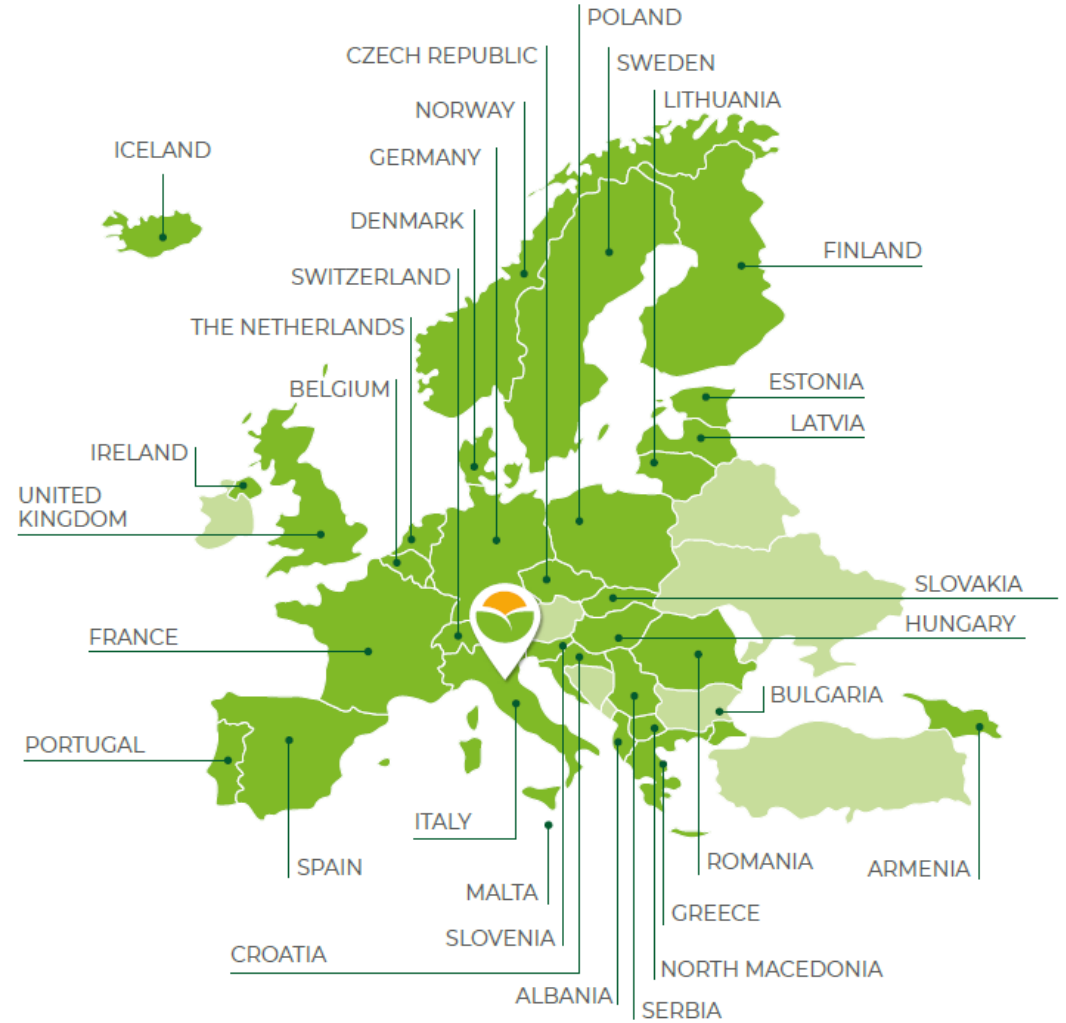 POLAND
CZECH REPUBLIC
SWEDEN
LITHUANIA
NORWAY
ICELAND
GERMANY
DENMARK
FINLAND
SWITZERLAND
THE NETHERLANDS
BELGIUM
ESTONIA
LATVIA
IRELAND
UNITED
KINGDOM
SLOVAKIA
HUNGARY
FRANCE
BULGARIA
PORTUGAL
ITALY
ROMANIA
SPAIN
ARMENIA
MALTA
GREECE
SLOVENIA
CROATIA
NORTH MACEDONIA
ALBANIA
SERBIA